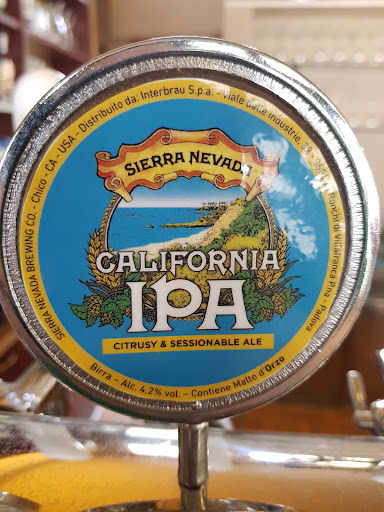 SIERRA NEVADA BREWING CO. - Chico - CA - USA - Distribuito da: Interbrau S.p.a. - Viale delle industrie, Ronchi di Villafranca P.na - Padova
SIERRA NEVADA
CALIFORNIA
IPA
CITRUSY & SESSIONABLE ALE
Birra - Alc. 4,2% vol. - Contiene Malto d'Orzo